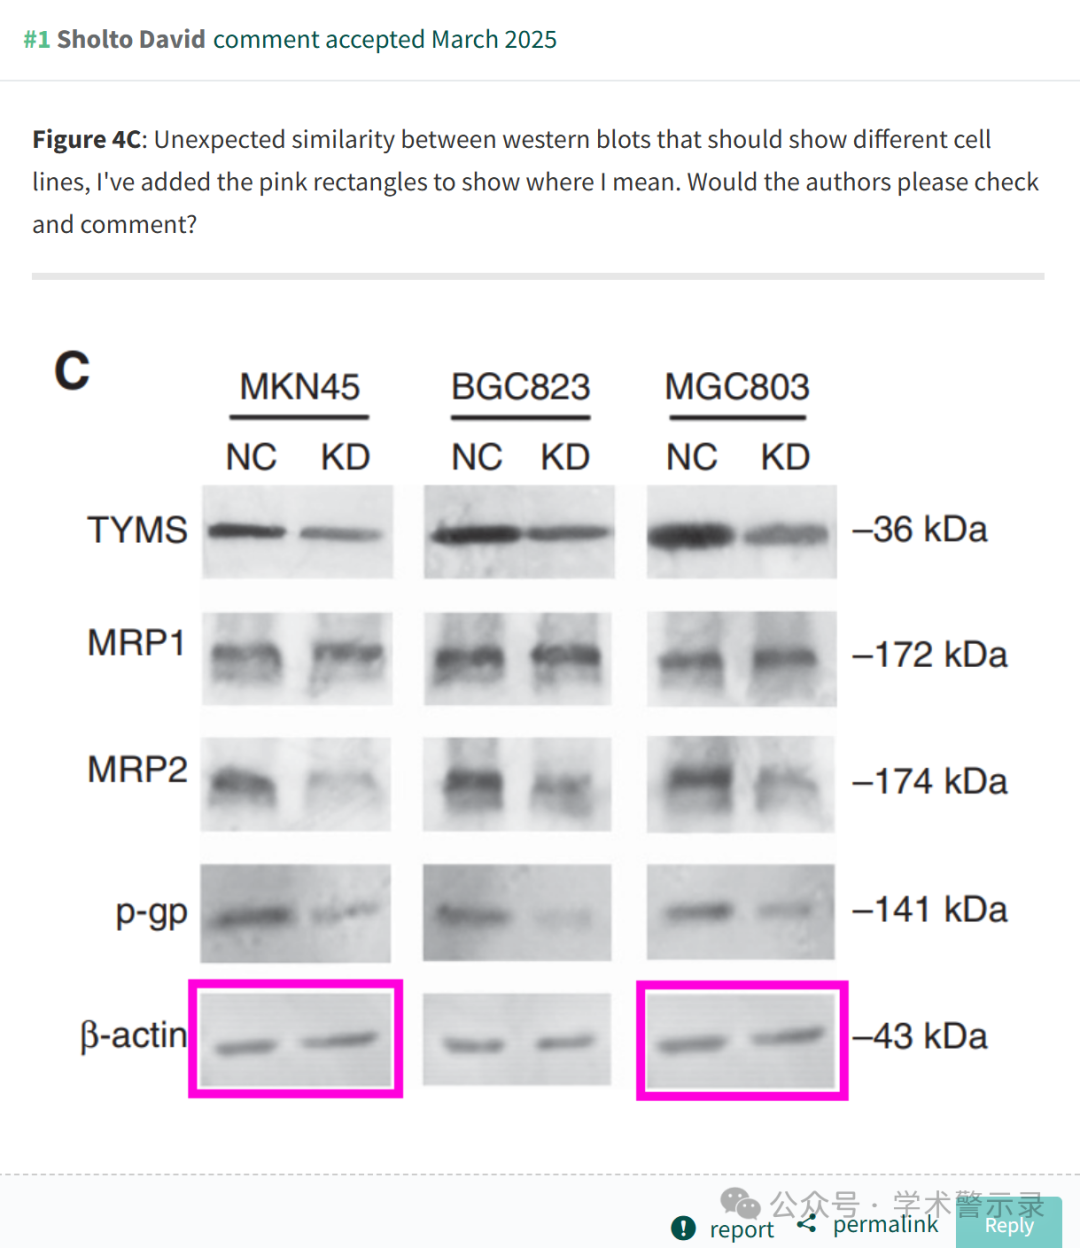 #1 Sholto David comment accepted March 2025
Figure 4C: Unexpected similarity between western blots that should show different cell
lines, I've added the pink rectangles to show where I mean. Would the authors please check
and comment?
C
MKN45 BGC823 MGC803
NC KD NC KD NC KD
TYMS –36 kDa
MRP1 –172 kDa
MRP2 –174 kDa
p-gp –141 kDa
β-actin –43 kDa
公众号 · 学术警示录
! report permalink Reply